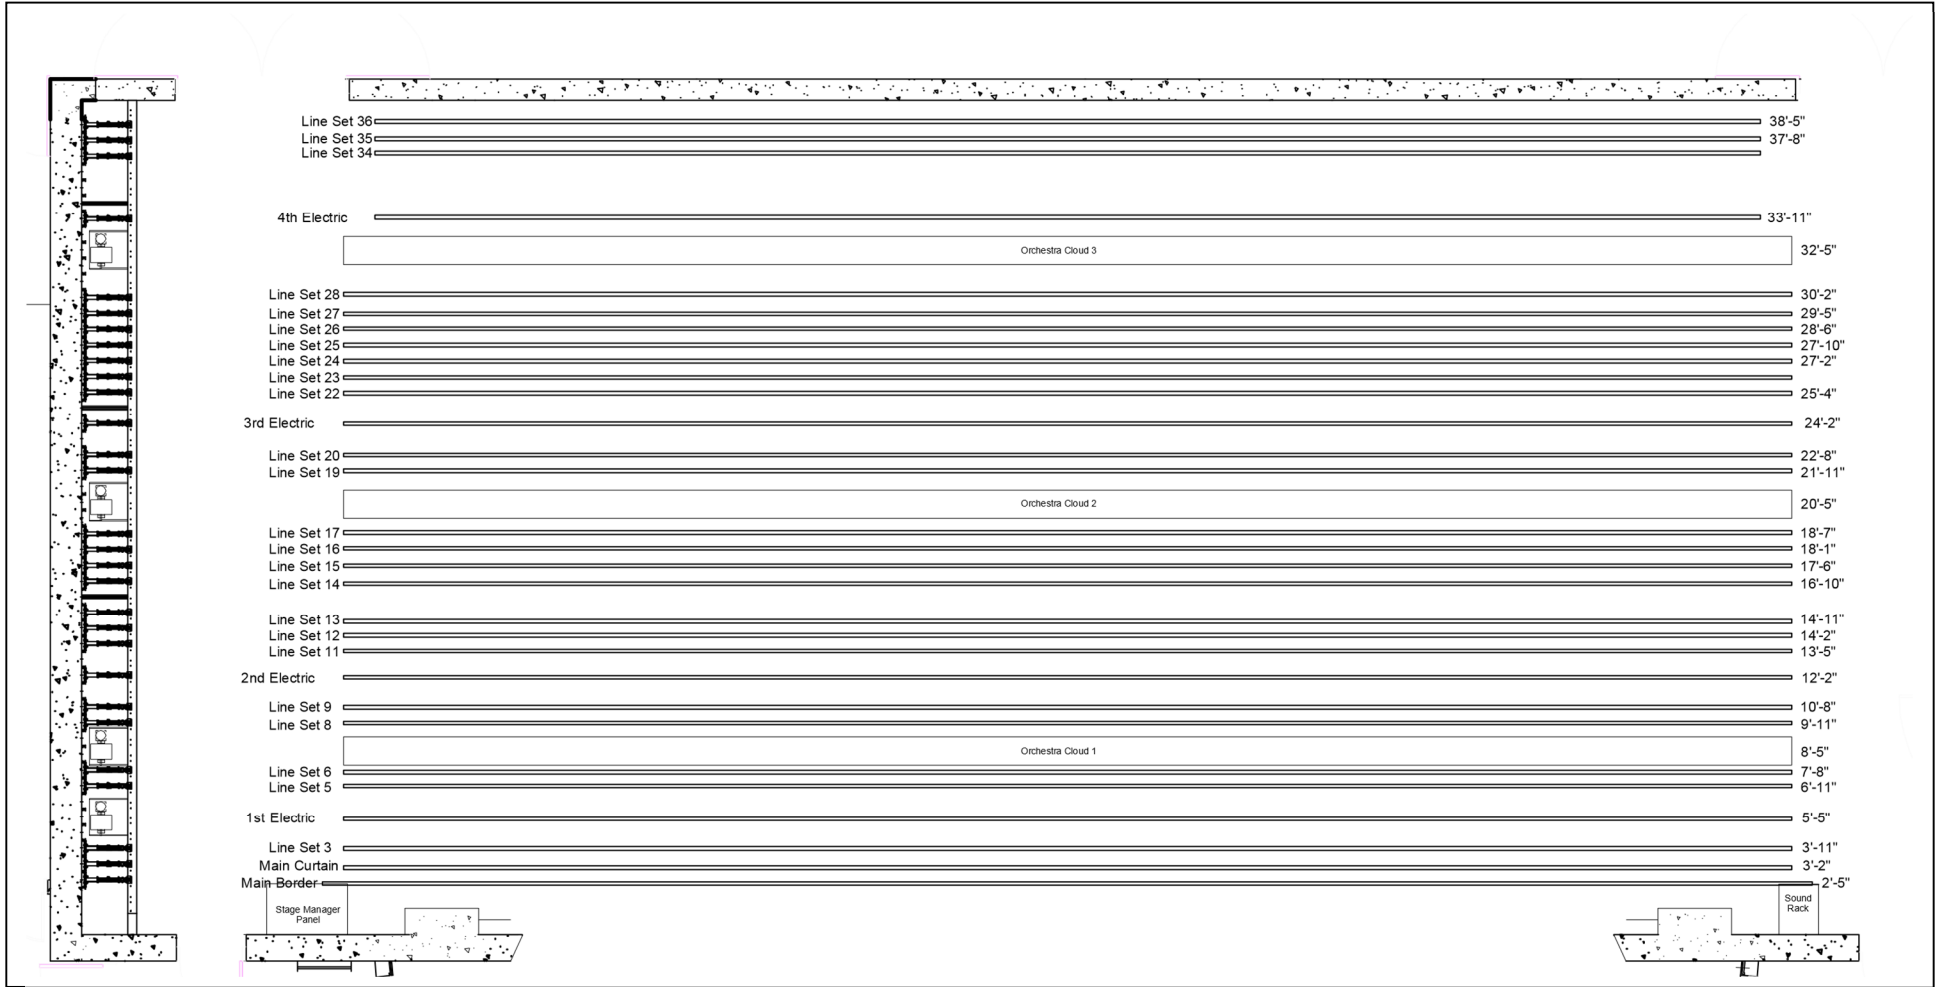 Line Set 36 38'-5"
Line Set 35 37'-8"
Line Set 34
4th Electric 33'-11"
Orchestra Cloud 3 32'-5"
Line Set 28 30'-2"
Line Set 27 29'-5"
Line Set 26 28'-6"
Line Set 25 27'-10"
Line Set 24 27'-2"
Line Set 23
Line Set 22 25'-4"
3rd Electric 24'-2"
Line Set 20 22'-8"
Line Set 19 21'-11"
Orchestra Cloud 2 20'-5"
Line Set 17 18'-7"
Line Set 16 18'-1"
Line Set 15 17'-6"
Line Set 14 16'-10"
Line Set 13 14'-11"
Line Set 12 14'-2"
Line Set 11 13'-5"
2nd Electric 12'-2"
Line Set 9 10'-8"
Line Set 8 9'-11"
Orchestra Cloud 1 8'-5"
Line Set 6 7'-8"
Line Set 5 6'-11"
1st Electric 5'-5"
Line Set 3 3'-11"
Main Curtain 3'-2"
Main Border 2'-5"
Stage Manager
Panel
Sound
Rack